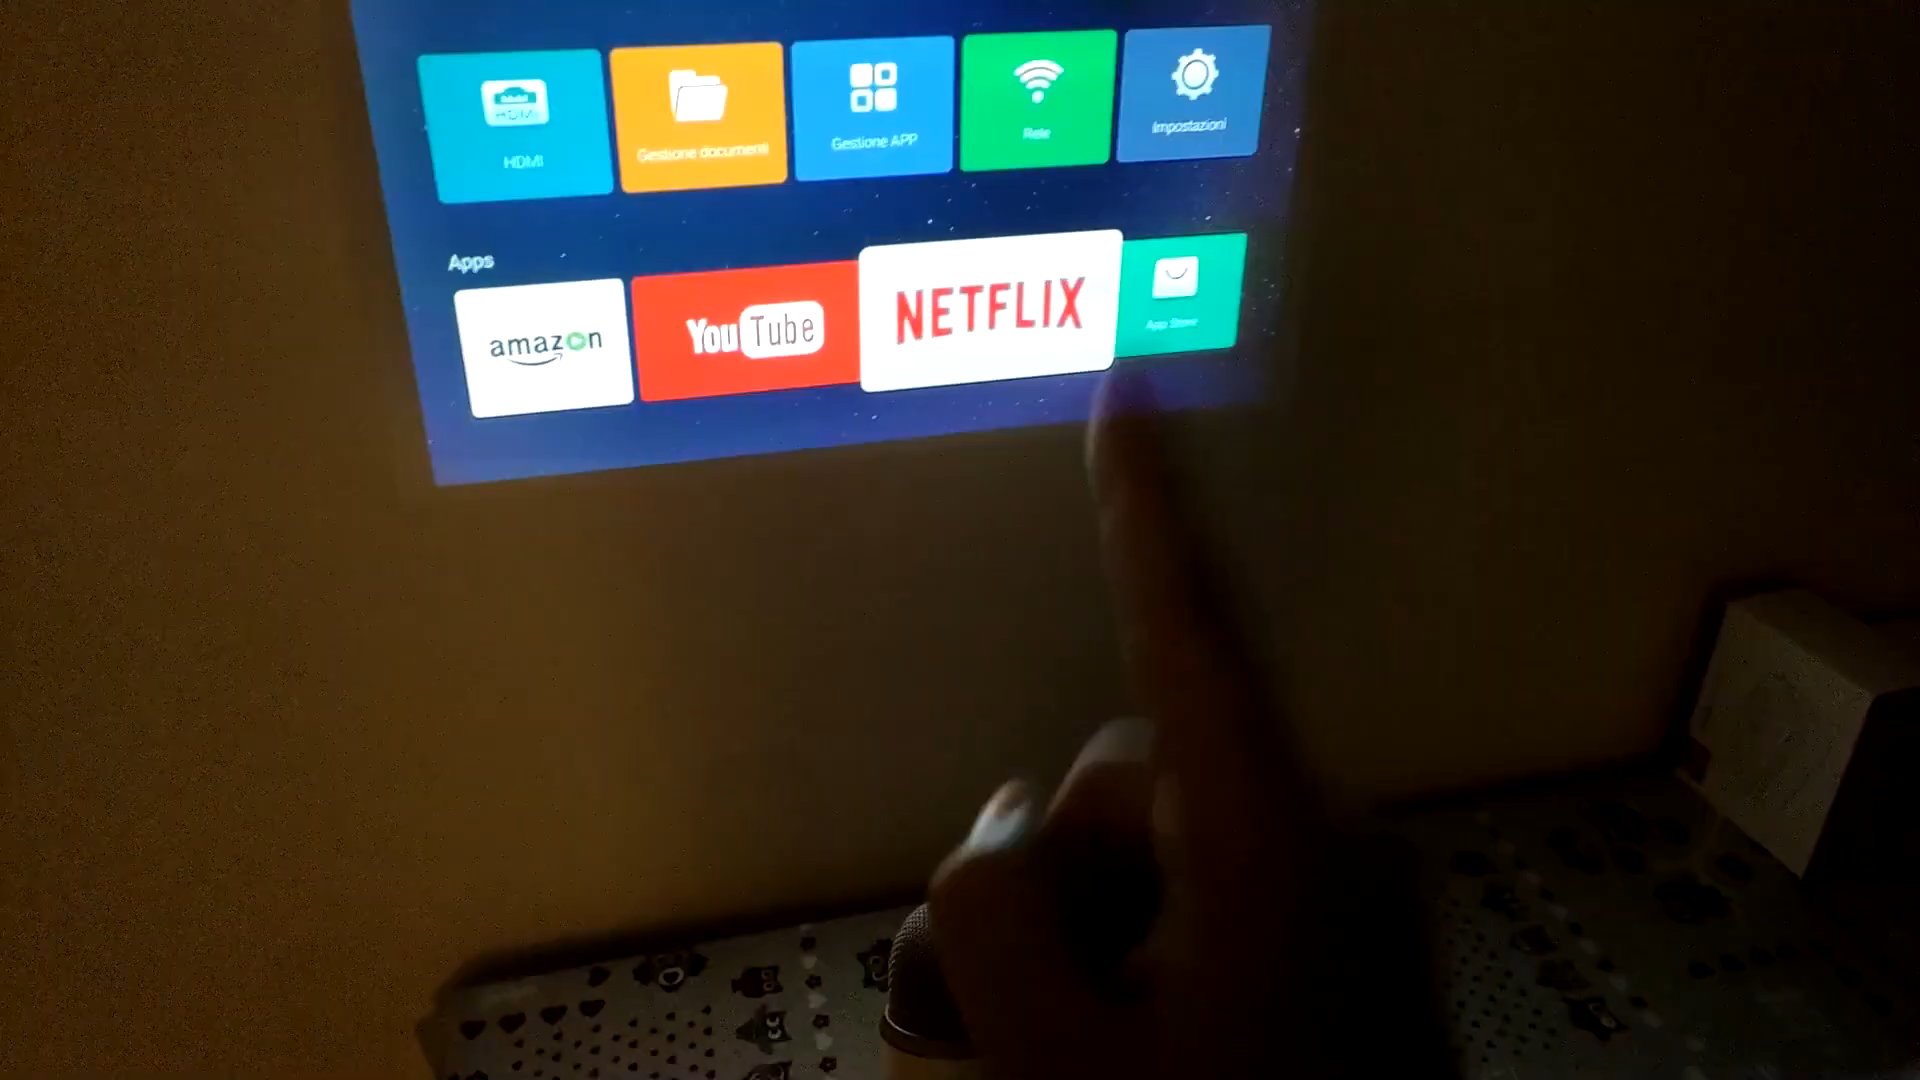 HDMI
HDMI
Gestione documenti
Gestione APP
Rete
Impostazioni
Apps
amazon
YouTube
NETFLIX
App Store